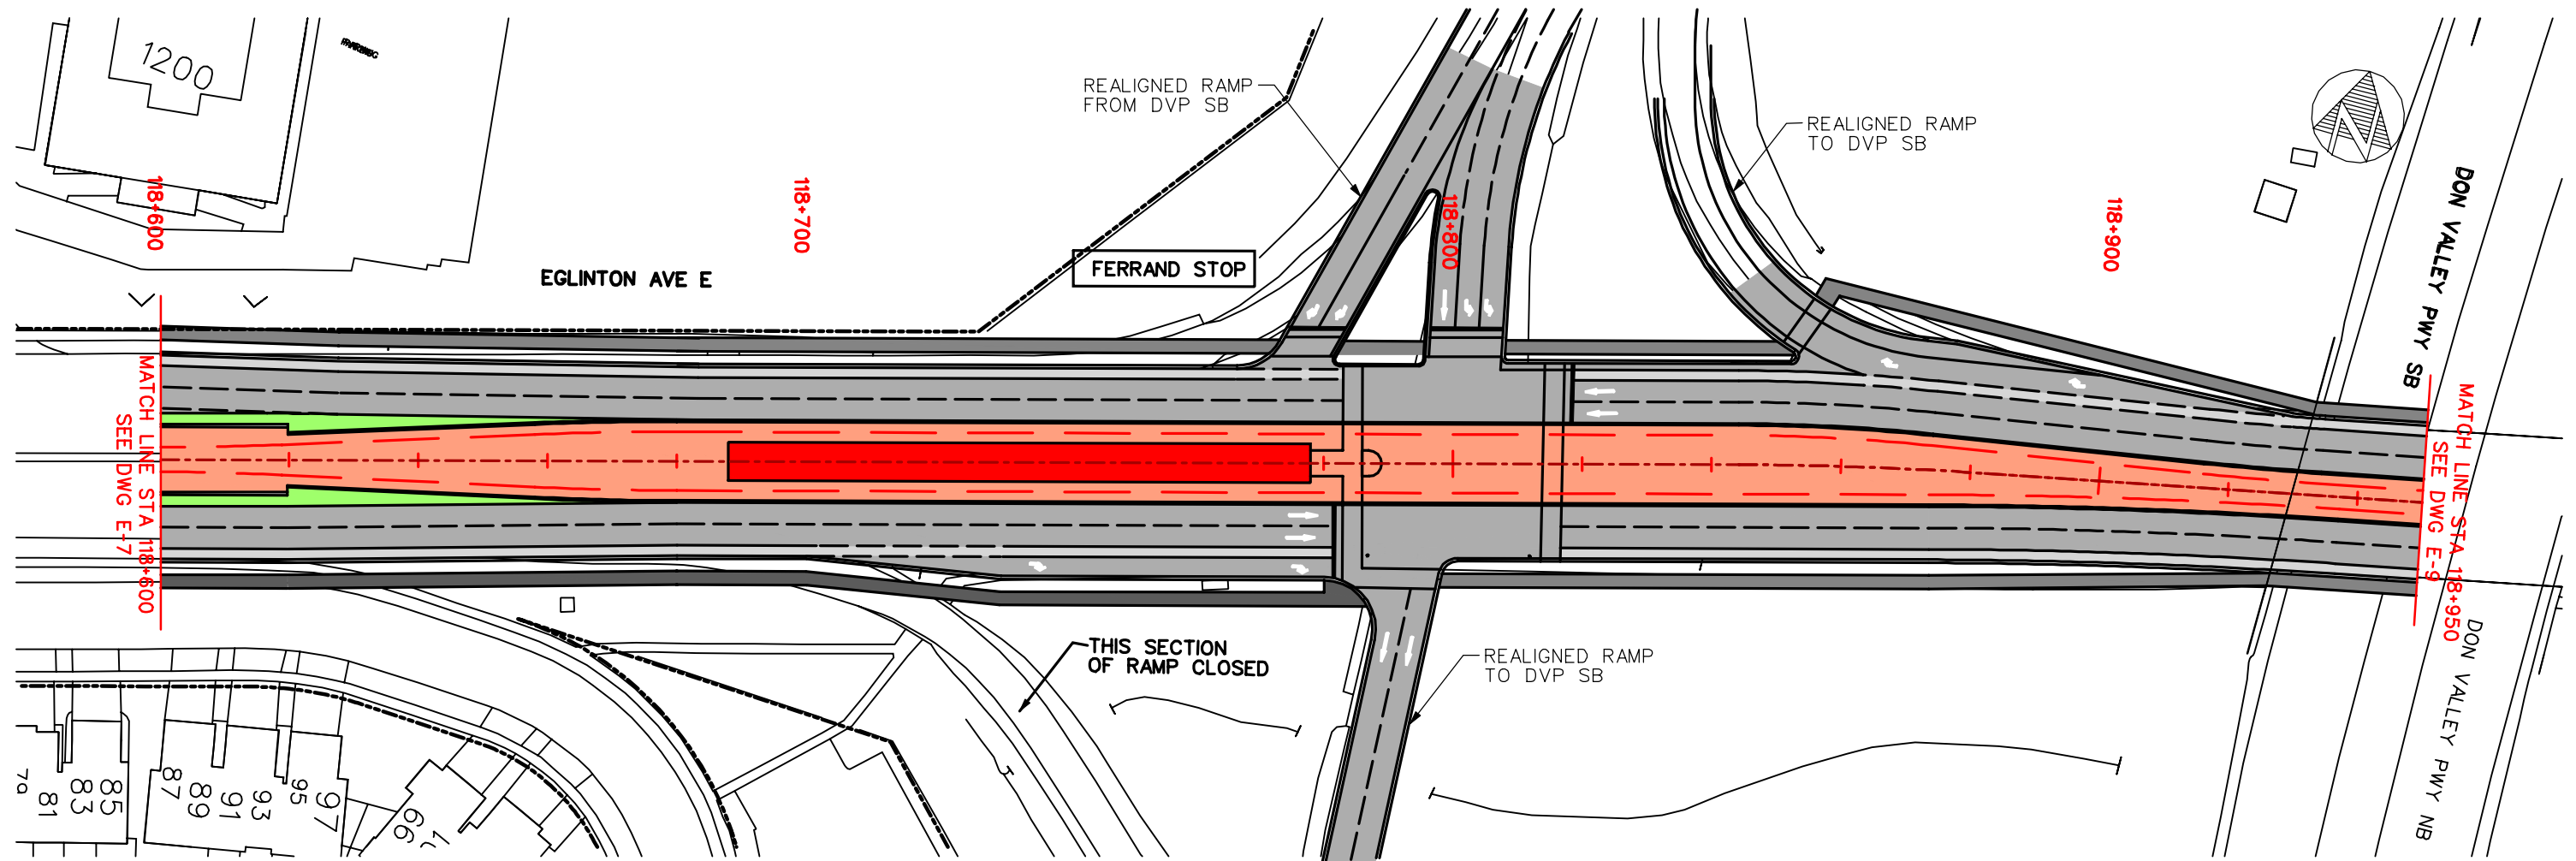 1200
REALIGNED RAMP
FROM DVP SB
REALIGNED RAMP
TO DVP SB
N
118+600
118+700
118+800
118+900
DON VALLEY PWY SB
EGLINTON AVE E
FERRAND STOP
MATCH LINE STA 118+600
SEE DWG E-7
MATCH LINE STA 118+950
SEE DWG E-9
THIS SECTION
OF RAMP CLOSED
REALIGNED RAMP
TO DVP SB
DON VALLEY PWY NB
81
83
85
87
89
91
93
95
97